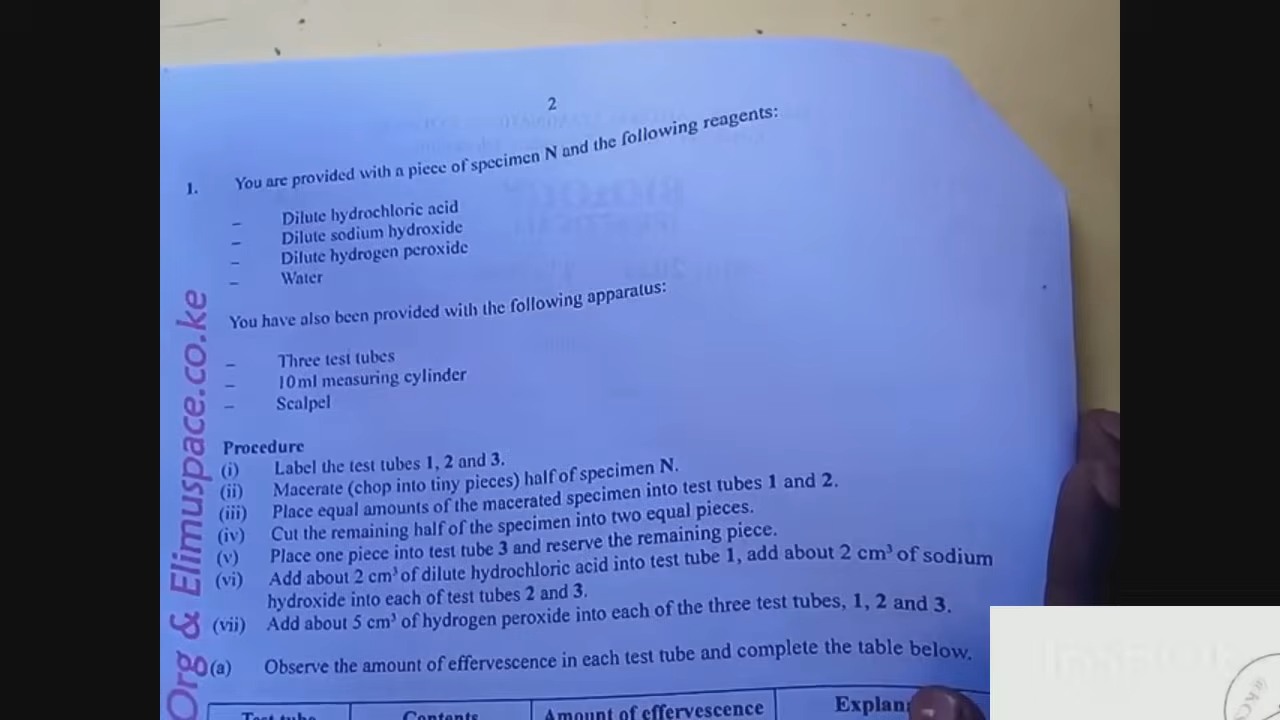 2
1. You are provided with a piece of specimen N and the following reagents:
– Dilute hydrochloric acid
– Dilute sodium hydroxide
– Dilute hydrogen peroxide
– Water
You have also been provided with the following apparatus:
– Three test tubes
– 10 ml measuring cylinder
– Scalpel
Procedure
(i) Label the test tubes 1, 2 and 3.
(ii) Macerate (chop into tiny pieces) half of specimen N.
(iii) Place equal amounts of the macerated specimen into test tubes 1 and 2.
(iv) Cut the remaining half of the specimen into two equal pieces.
(v) Place one piece into test tube 3 and reserve the remaining piece.
(vi) Add about 2 cm³ of dilute hydrochloric acid into test tube 1, add about 2 cm³ of sodium
hydroxide into each of test tubes 2 and 3.
(vii) Add about 5 cm³ of hydrogen peroxide into each of the three test tubes, 1, 2 and 3.
(a) Observe the amount of effervescence in each test tube and complete the table below.
Test tube Contents Amount of effervescence Explan
Org & Elimuspace.co.ke